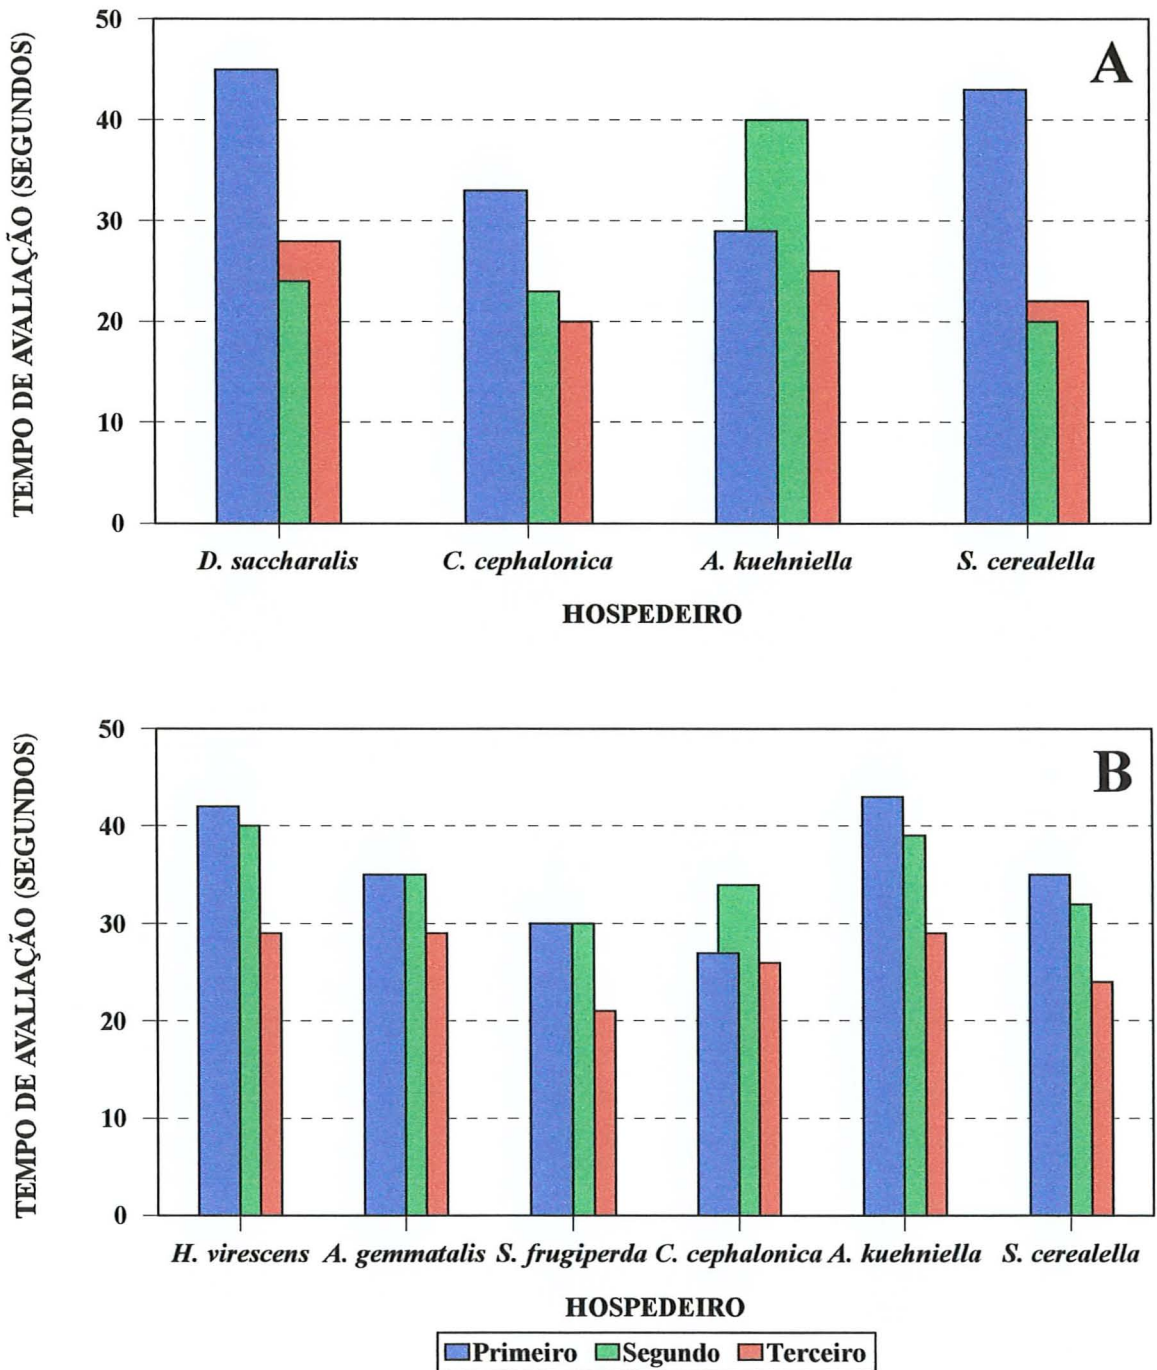 A
TEMPO DE AVALIAÇÃO (SEGUNDOS)
50
40
30
20
10
0
D. saccharalis C. cephalonica A. kuehniella S. cerealella
HOSPEDEIRO
B
TEMPO DE AVALIAÇÃO (SEGUNDOS)
50
40
30
20
10
0
H. virescens A. gemmatalis S. frugiperda C. cephalonica A. kuehniella S. cerealella
HOSPEDEIRO
Primeiro Segundo Terceiro